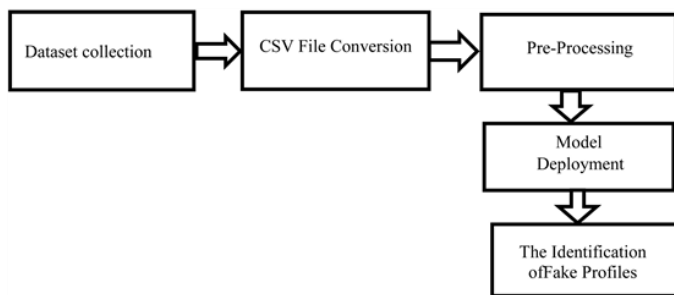 Dataset collection
CSV File Conversion
Pre-Processing
Model
Deployment
The Identification
ofFake Profiles